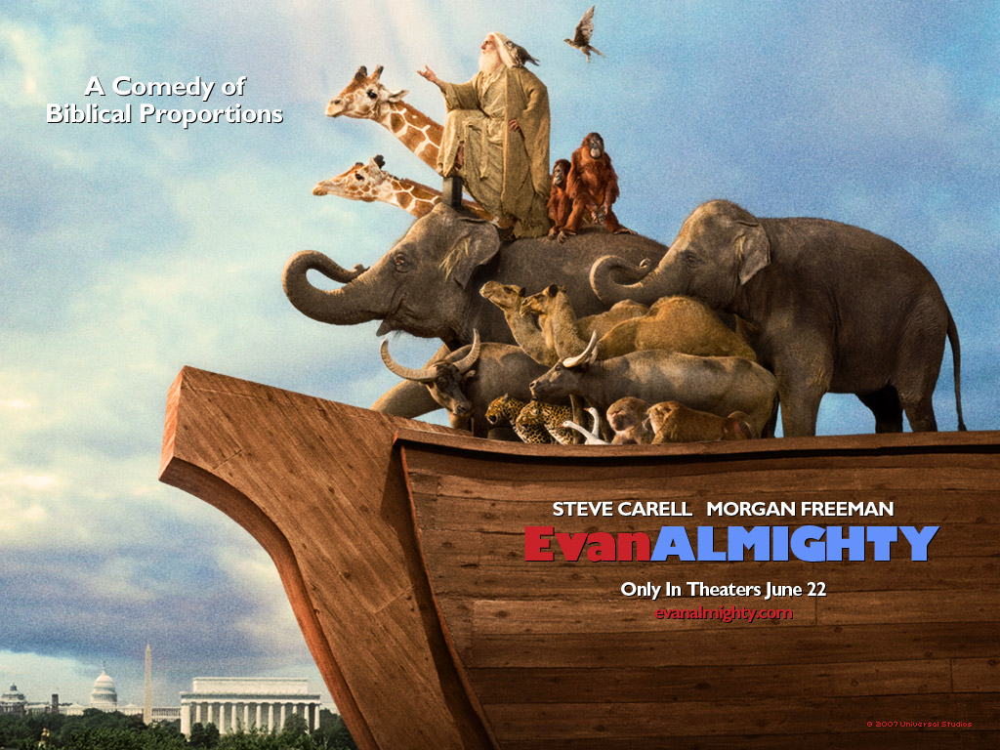 A Comedy of
Biblical Proportions
STEVE CARELL MORGAN FREEMAN
EvanALMIGHTY
Only In Theaters June 22
evanalmighty.com
© 2007 Universal Studios